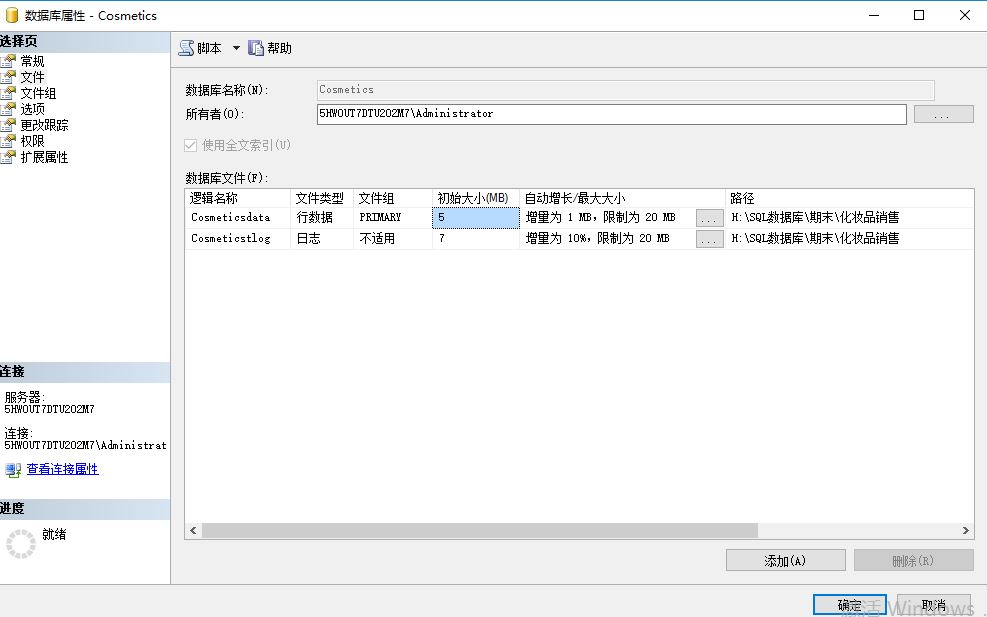 数据库属性 - Cosmetics
选择页
常规
文件
文件组
选项
更改跟踪
权限
扩展属性
脚本 帮助
数据库名称(N): Cosmetics
所有者(O): 5HWOUT7DTU2O2M7\Administrator ...
使用全文索引(U)
数据库文件(F):
逻辑名称 文件类型 文件组 初始大小(MB) 自动增长/最大大小 路径
Cosmeticsdata 行数据 PRIMARY 5 增量为 1 MB，限制为 20 MB ... H:\SQL数据库\期末\化妆品销售
Cosmeticstlog 日志 不适用 7 增量为 10%，限制为 20 MB ... H:\SQL数据库\期末\化妆品销售
连接
服务器:
5HWOUT7DTU2O2M7
连接:
5HWOUT7DTU2O2M7\Administrat
查看连接属性
进度
就绪
添加(A) 删除(R)
确定 取消
激活 Windows